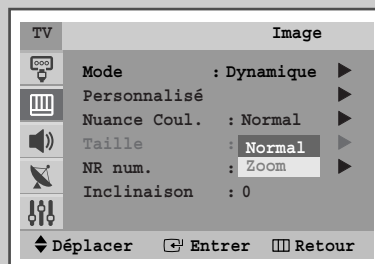 TV Image
Mode : Dynamique
Personnalisé
Nuance Coul. : Normal
Taille : Normal
NR num. : Zoom
Inclinaison : 0
Déplacer Entrer Retour